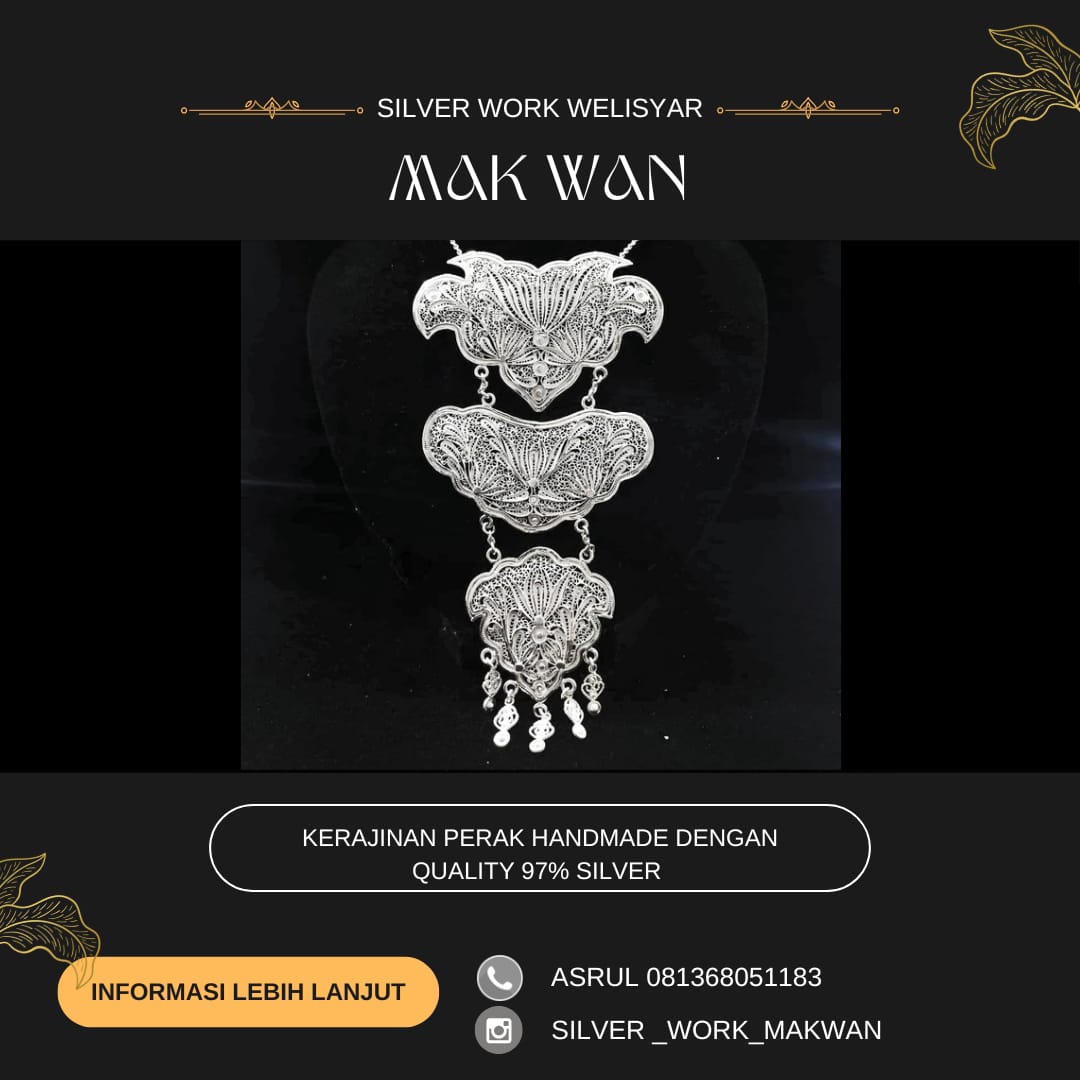 SILVER WORK WELISYAR
MAK WAN
KERAJINAN PERAK HANDMADE DENGAN
QUALITY 97% SILVER
INFORMASI LEBIH LANJUT
ASRUL 081368051183
SILVER _WORK_MAKWAN